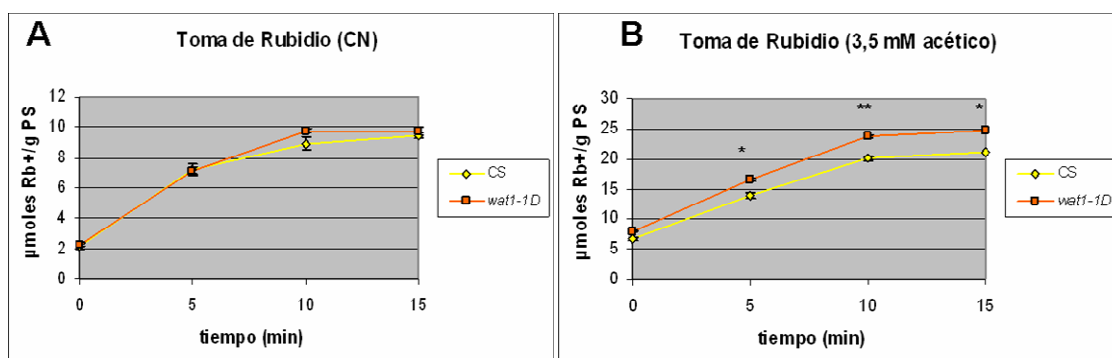 A
Toma de Rubidio (CN)
µmoles Rb+/g PS
12
10
8
6
4
2
0
0 5 10 15
tiempo (min)
CS
wat1-1D
B
Toma de Rubidio (3,5 mM acético)
µmoles Rb+/g PS
30
25
20
15
10
5
0
* ** *
0 5 10 15
tiempo (min)
CS
wat1-1D